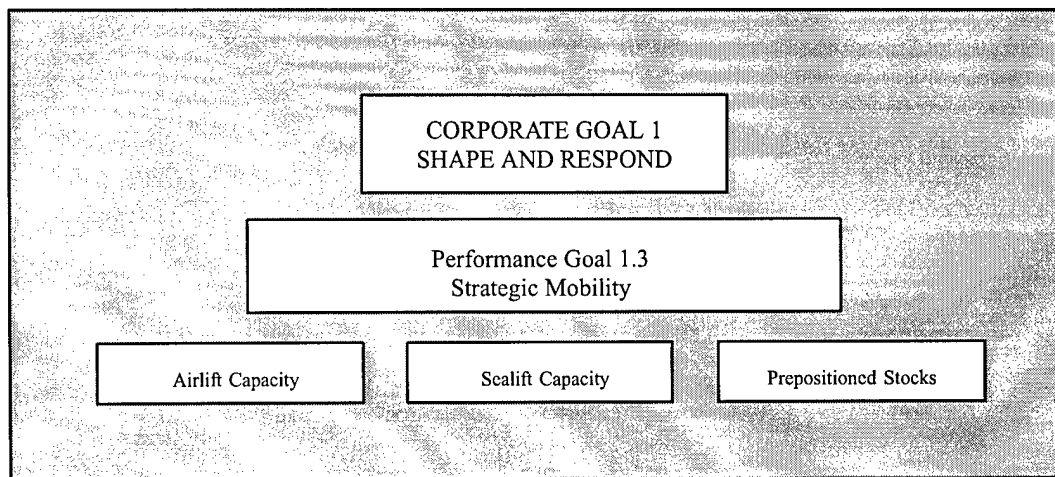 CORPORATE GOAL 1
SHAPE AND RESPOND
Performance Goal 1.3
Strategic Mobility
Airlift Capacity
Sealift Capacity
Prepositioned Stocks